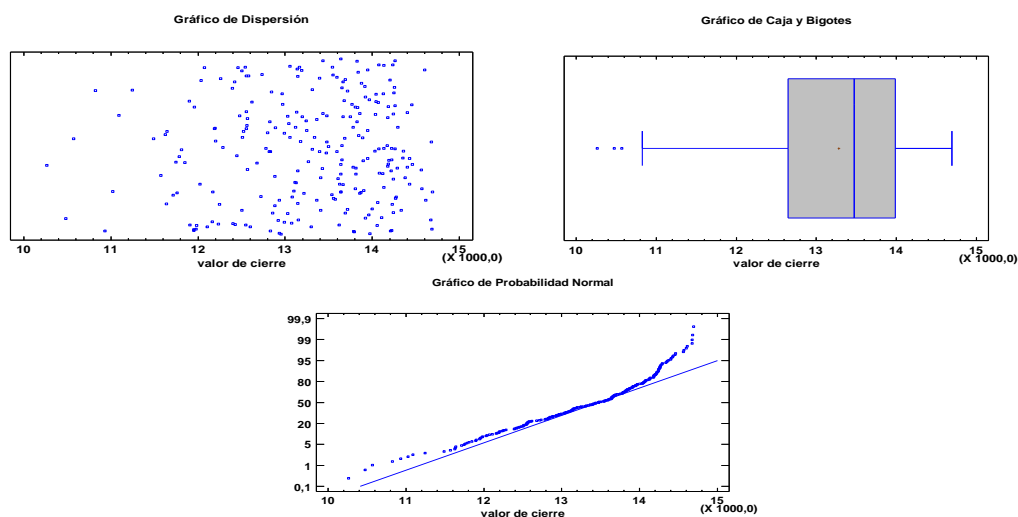 Gráfico de Dispersión
10 11 12 13 14 15
(X 1000,0)
valor de cierre
Gráfico de Caja y Bigotes
10 11 12 13 14 15
(X 1000,0)
valor de cierre
Gráfico de Probabilidad Normal
99,9
99
95
80
50
20
5
1
0,1
10 11 12 13 14 15
(X 1000,0)
valor de cierre